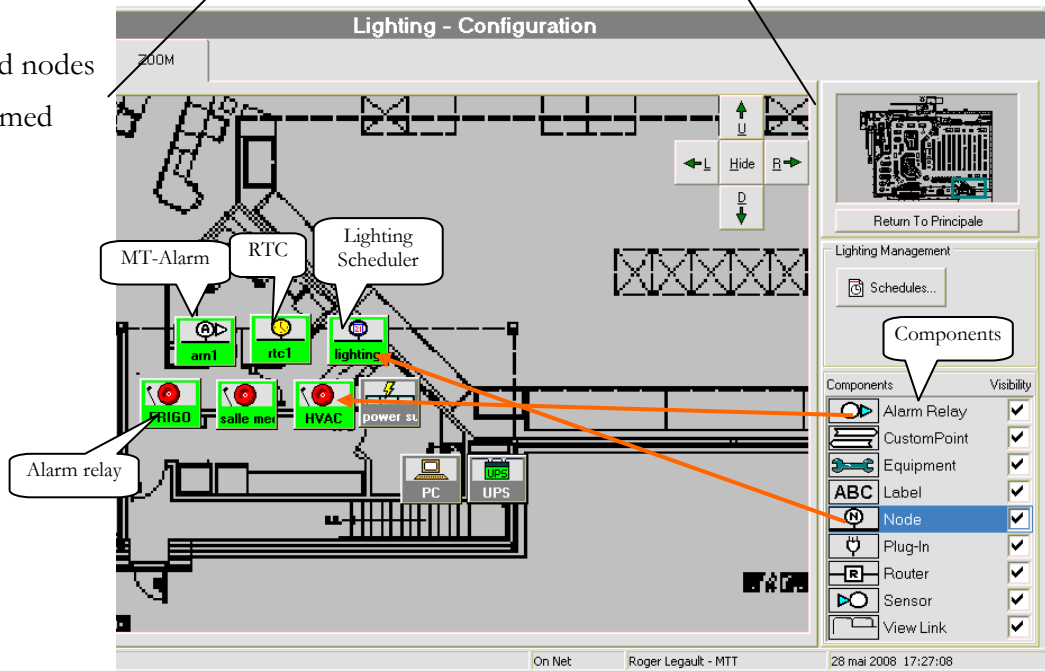 Lighting - Configuration
d nodes
med
ZOOM
U
L
Hide
R
D
Return To Principale
Lighting Management
Schedules...
MT-Alarm
RTC
Lighting
Scheduler
Components
arn1
rtc1
lighting
FRIGO
salle me
HVAC
power su
Alarm relay
PC
UPS
UPS
Components
Visibility
Alarm Relay
CustomPoint
Equipment
ABC
Label
N
Node
Plug-In
R
Router
Sensor
View Link
On Net
Roger Legault - MTT
28 mai 2008 17:27:08